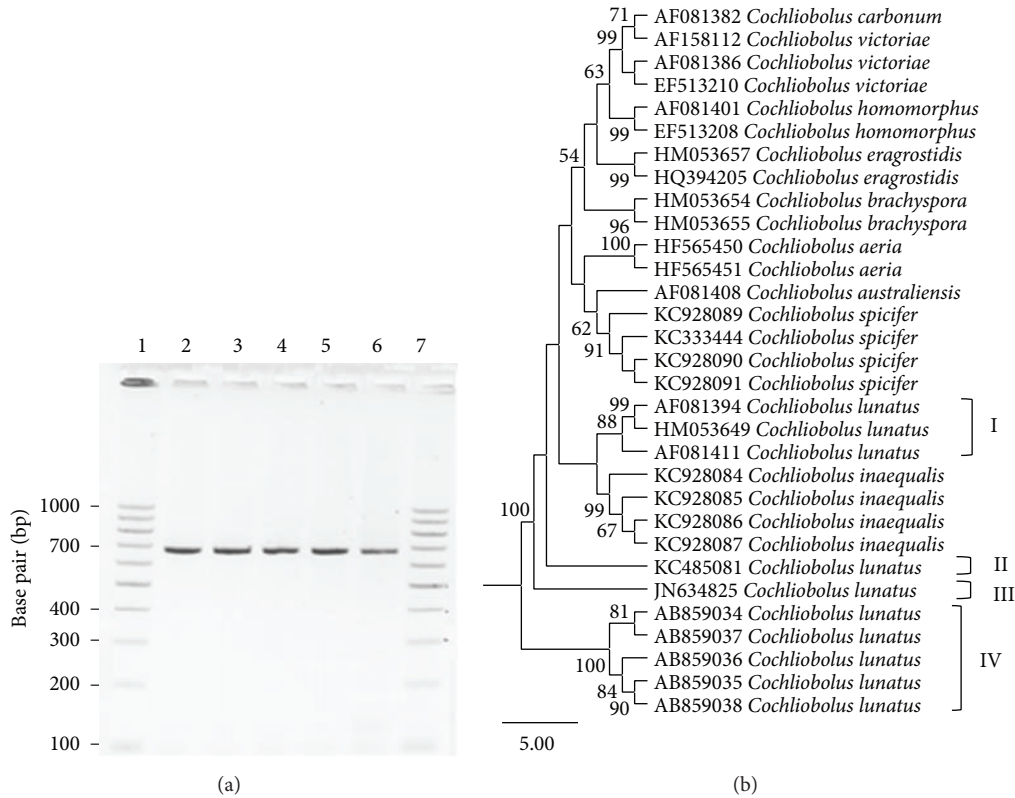 1 2 3 4 5 6 7
Base pair (bp)
1000
700
400
300
200
100
(a)
71
AF081382 Cochliobolus carbonum
99
AF158112 Cochliobolus victoriae
AF081386 Cochliobolus victoriae
63
EF513210 Cochliobolus victoriae
AF081401 Cochliobolus homomorphus
99
EF513208 Cochliobolus homomorphus
54
HM053657 Cochliobolus eragrostidis
99
HQ394205 Cochliobolus eragrostidis
HM053654 Cochliobolus brachyspora
96
HM053655 Cochliobolus brachyspora
100
HF565450 Cochliobolus aeria
HF565451 Cochliobolus aeria
AF081408 Cochliobolus australiensis
KC928089 Cochliobolus spicifer
62
KC333444 Cochliobolus spicifer
91
KC928090 Cochliobolus spicifer
KC928091 Cochliobolus spicifer
99
AF081394 Cochliobolus lunatus
88
HM053649 Cochliobolus lunatus
I
AF081411 Cochliobolus lunatus
KC928084 Cochliobolus inaequalis
KC928085 Cochliobolus inaequalis
100
99
KC928086 Cochliobolus inaequalis
67
KC928087 Cochliobolus inaequalis
KC485081 Cochliobolus lunatus
II
JN634825 Cochliobolus lunatus
III
81
AB859034 Cochliobolus lunatus
AB859037 Cochliobolus lunatus
100
AB859036 Cochliobolus lunatus
IV
84
AB859035 Cochliobolus lunatus
90
AB859038 Cochliobolus lunatus
5.00
(b)